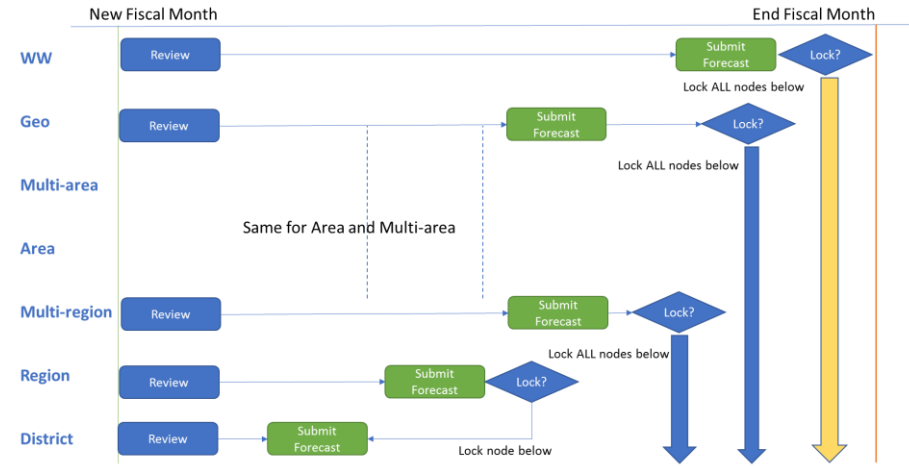 New Fiscal Month
End Fiscal Month
WW
Review
Submit
Forecast
Lock?
Lock ALL nodes below
Geo
Review
Submit
Forecast
Lock?
Lock ALL nodes below
Multi-area
Same for Area and Multi-area
Area
Multi-region
Review
Submit
Forecast
Lock?
Lock ALL nodes below
Region
Review
Submit
Forecast
Lock?
District
Review
Submit
Forecast
Lock node below